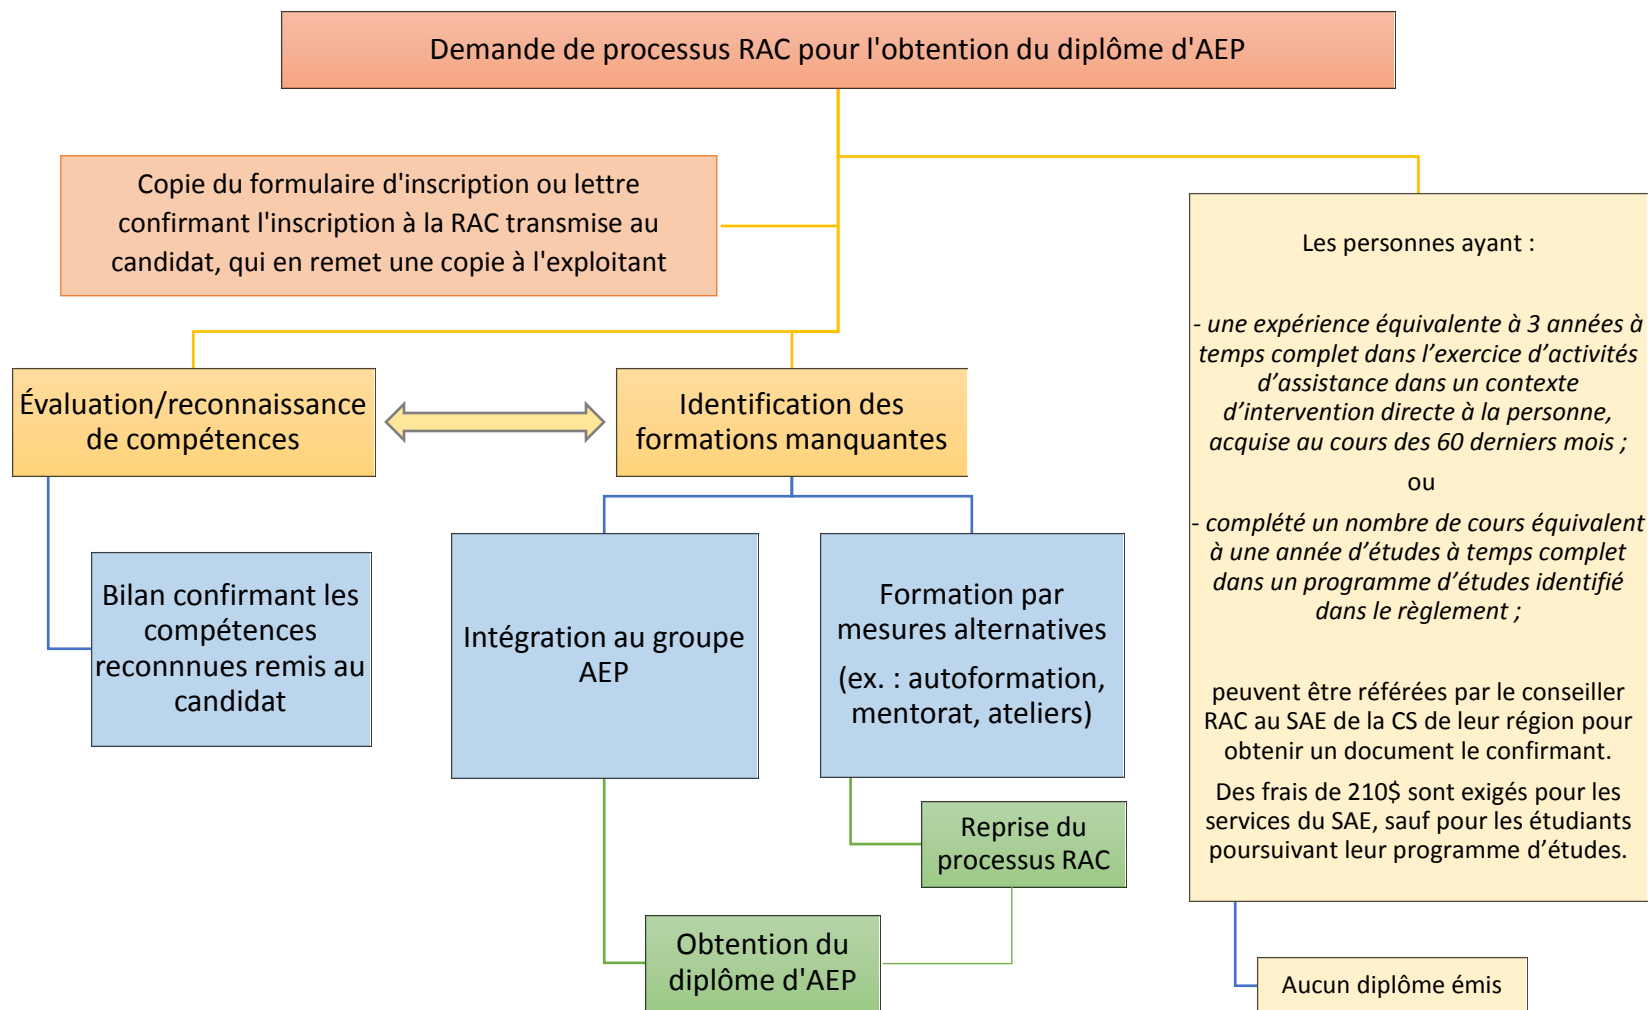 Demande de processus RAC pour l'obtention du diplôme d'AEP
Copie du formulaire d'inscription ou lettre
confirmant l'inscription à la RAC transmise au
candidat, qui en remet une copie à l'exploitant
Évaluation/reconnaissance
de compétences
Identification des
formations manquantes
Bilan confirmant les
compétences
reconnnues remis au
candidat
Intégration au groupe
AEP
Formation par
mesures alternatives
(ex. : autoformation,
mentorat, ateliers)
Reprise du
processus RAC
Obtention du
diplôme d'AEP
Les personnes ayant :
- une expérience équivalente à 3 années à
temps complet dans l’exercice d’activités
d’assistance dans un contexte
d’intervention directe à la personne,
acquise au cours des 60 derniers mois ;
ou
- complété un nombre de cours équivalent
à une année d’études à temps complet
dans un programme d’études identifié
dans le règlement ;
peuvent être référées par le conseiller
RAC au SAE de la CS de leur région pour
obtenir un document le confirmant.
Des frais de 210$ sont exigés pour les
services du SAE, sauf pour les étudiants
poursuivant leur programme d’études.
Aucun diplôme émis